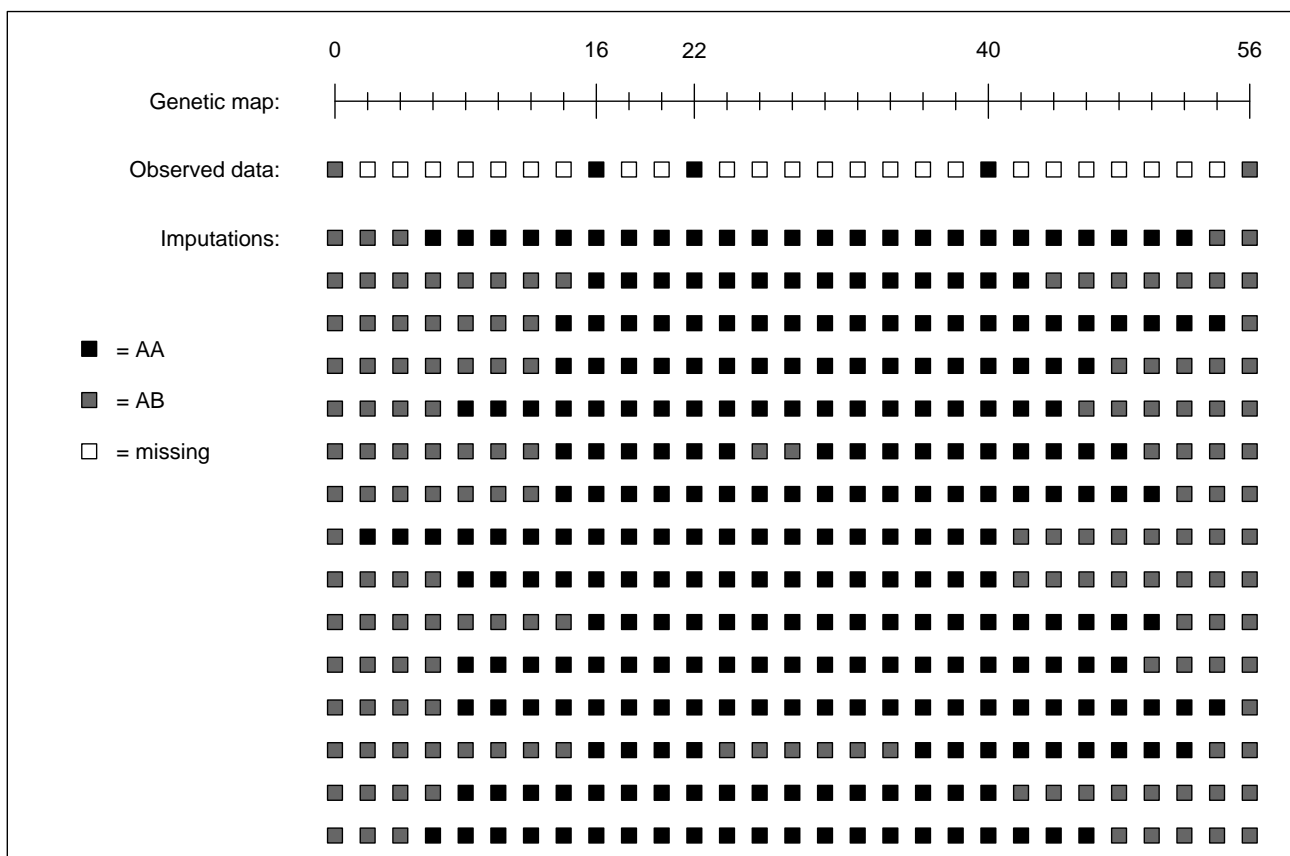 0 16 22 40 56
Genetic map:
Observed data:
Imputations:
= AA
= AB
= missing